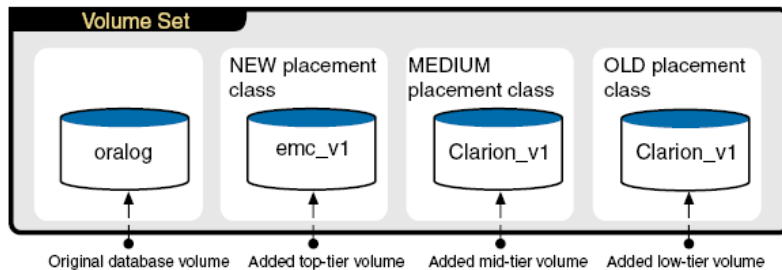 Volume Set
NEW placement
class
MEDIUM
placement class
OLD placement
class
oralog
emc_v1
Clarion_v1
Clarion_v1
Original database volume
Added top-tier volume
Added mid-tier volume
Added low-tier volume